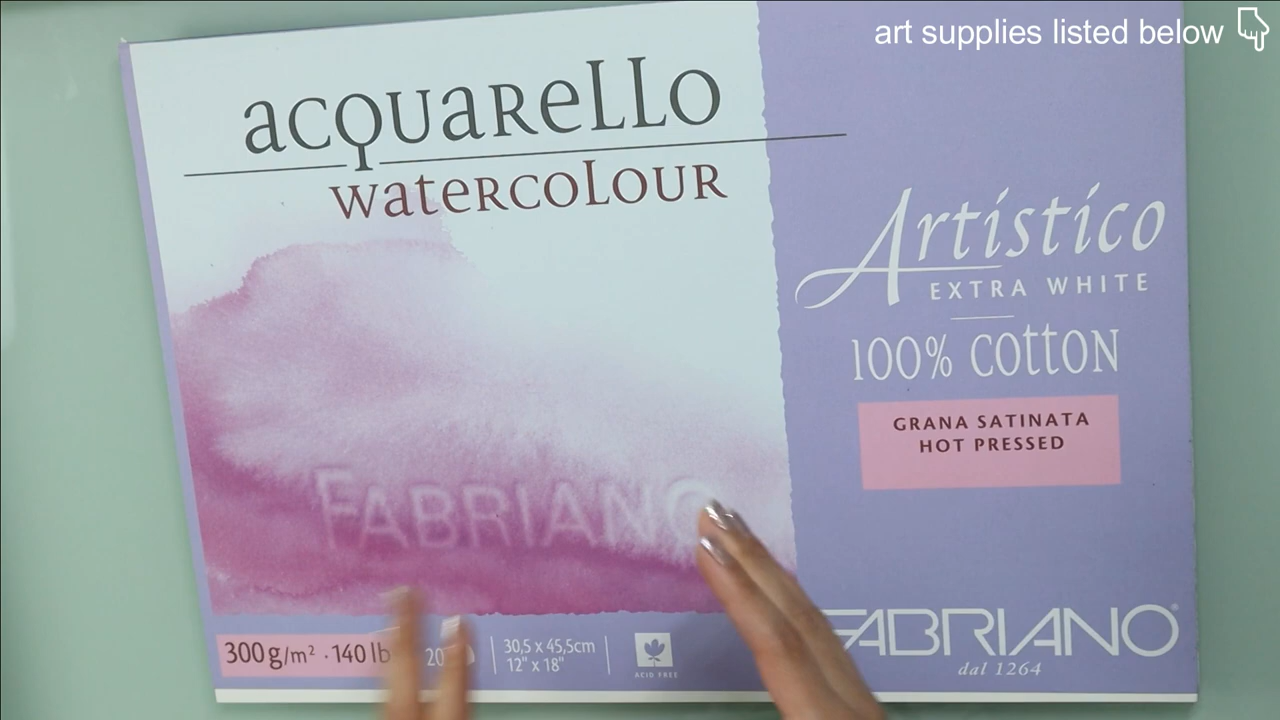 art supplies listed below
acquarello
watercolour
Artistico
EXTRA WHITE
100% COTTON
GRANA SATINATA
HOT PRESSED
FABRIANO
300 g/m² · 140 lb
20
30,5 x 45,5cm
12" x 18"
ACID FREE
FABRIANO®
dal 1264